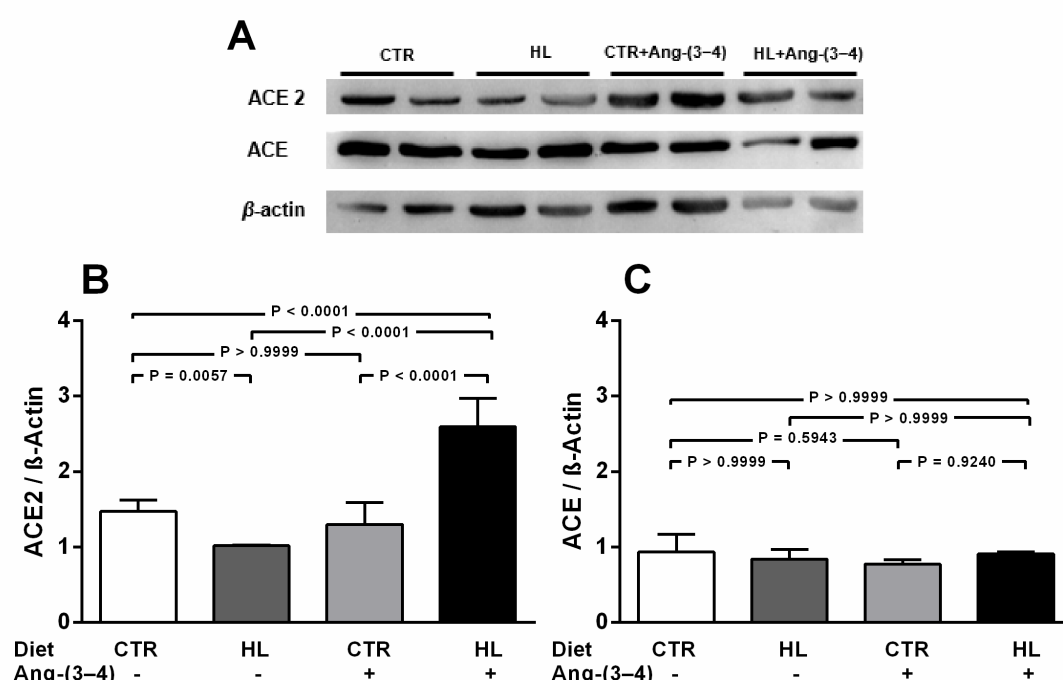 A
CTR HL CTR+Ang-(3–4) HL+Ang-(3–4)
ACE 2
ACE
β-actin
B
P < 0.0001
P < 0.0001
P > 0.9999
P = 0.0057 P < 0.0001
4
3
2
1
0
ACE2 / ß-Actin
Diet CTR HL CTR HL
Ang-(3–4) - - + +
C
P > 0.9999
P > 0.9999
P = 0.5943
P > 0.9999 P = 0.9240
4
3
2
1
0
ACE / ß-Actin
Diet CTR HL CTR HL
Ang-(3–4) - - + +